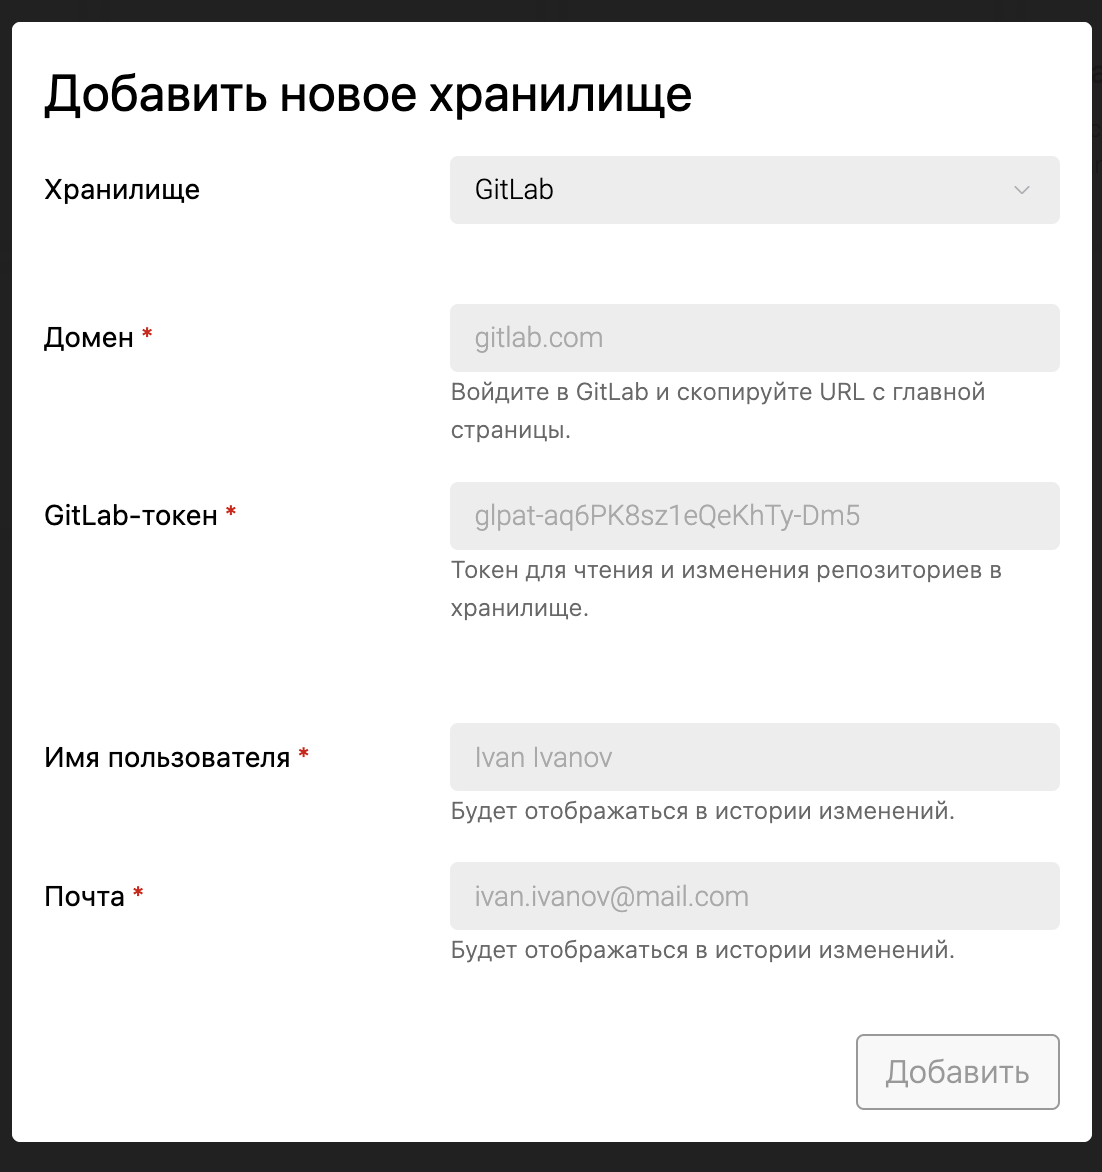 Добавить новое хранилище
Хранилище
GitLab
Домен *
gitlab.com
Войдите в GitLab и скопируйте URL с главной
страницы.
GitLab-токен *
glpat-aq6PK8sz1eQeKhTy-Dm5
Токен для чтения и изменения репозиториев в
хранилище.
Имя пользователя *
Ivan Ivanov
Будет отображаться в истории изменений.
Почта *
ivan.ivanov@mail.com
Будет отображаться в истории изменений.
Добавить